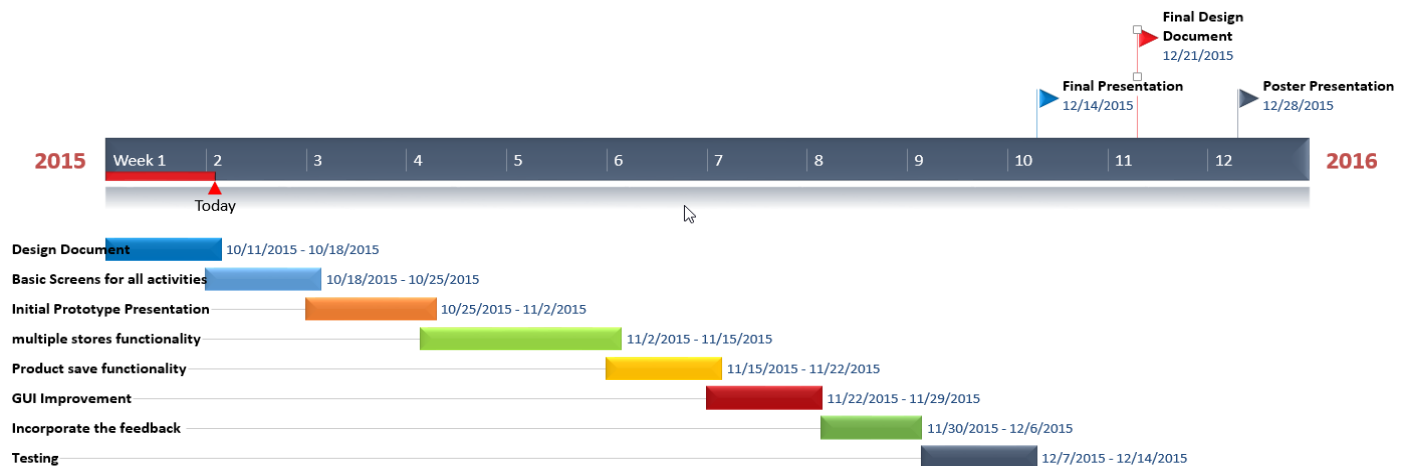 Final Design
Document
12/21/2015
Final Presentation
12/14/2015
Poster Presentation
12/28/2015
2015 Week 1 2 3 4 5 6 7 8 9 10 11 12 2016
Today
Design Document 10/11/2015 - 10/18/2015
Basic Screens for all activities 10/18/2015 - 10/25/2015
Initial Prototype Presentation 10/25/2015 - 11/2/2015
multiple stores functionality 11/2/2015 - 11/15/2015
Product save functionality 11/15/2015 - 11/22/2015
GUI Improvement 11/22/2015 - 11/29/2015
Incorporate the feedback 11/30/2015 - 12/6/2015
Testing 12/7/2015 - 12/14/2015